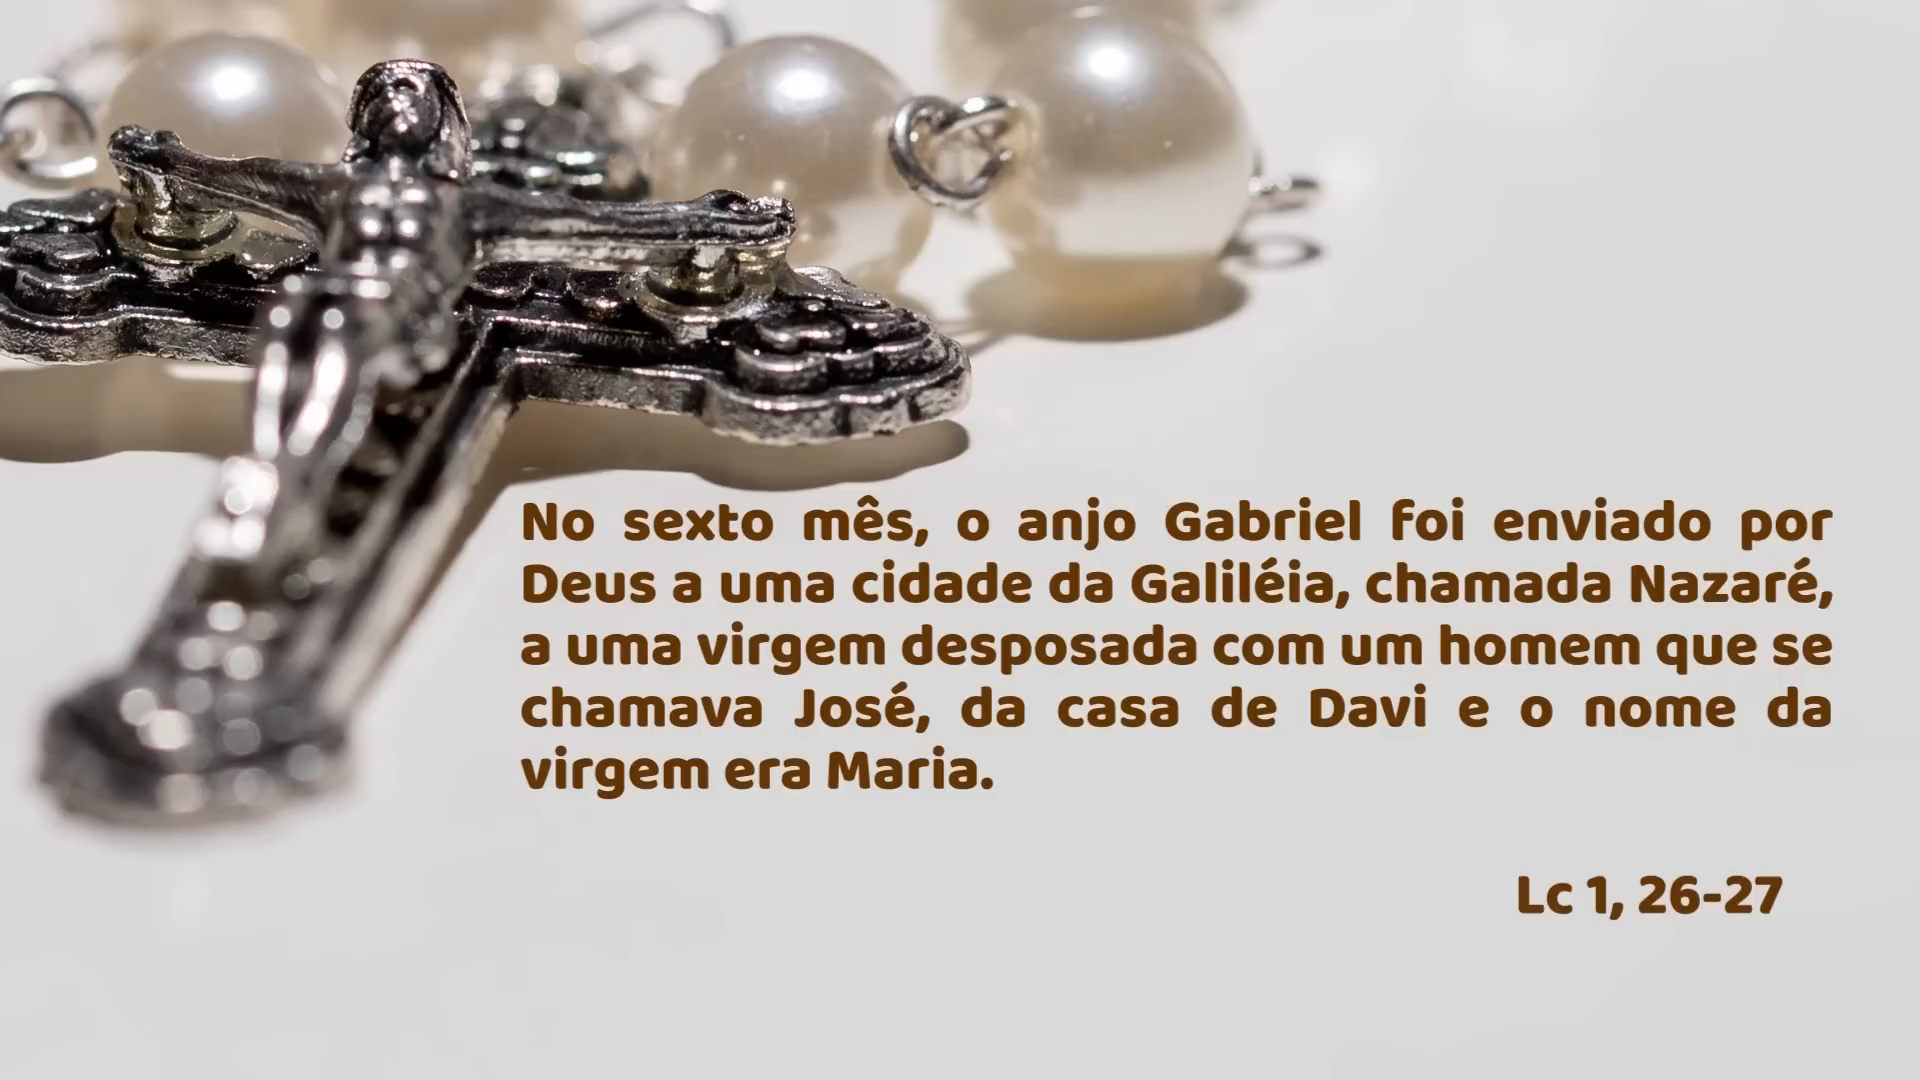 No sexto mês, o anjo Gabriel foi enviado por
Deus a uma cidade da Galiléia, chamada Nazaré,
a uma virgem desposada com um homem que se
chamava José, da casa de Davi e o nome da
virgem era Maria.
Lc 1, 26-27